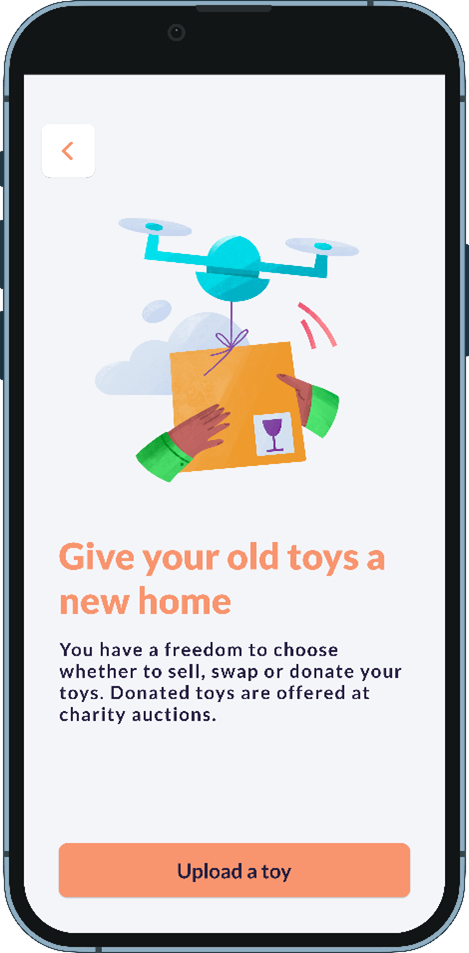 Give your old toys a
new home
You have a freedom to choose
whether to sell, swap or donate your
toys. Donated toys are offered at
charity auctions.
Upload a toy